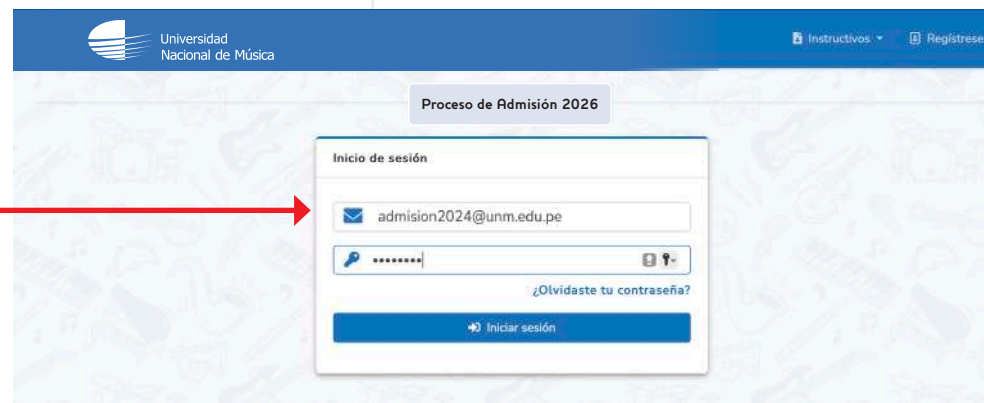 Universidad
Nacional de Música
Instructivos
Regístrese
Proceso de Admisión 2026
Inicio de sesión
admision2024@unm.edu.pe
••••••••
¿Olvidaste tu contraseña?
Iniciar sesión